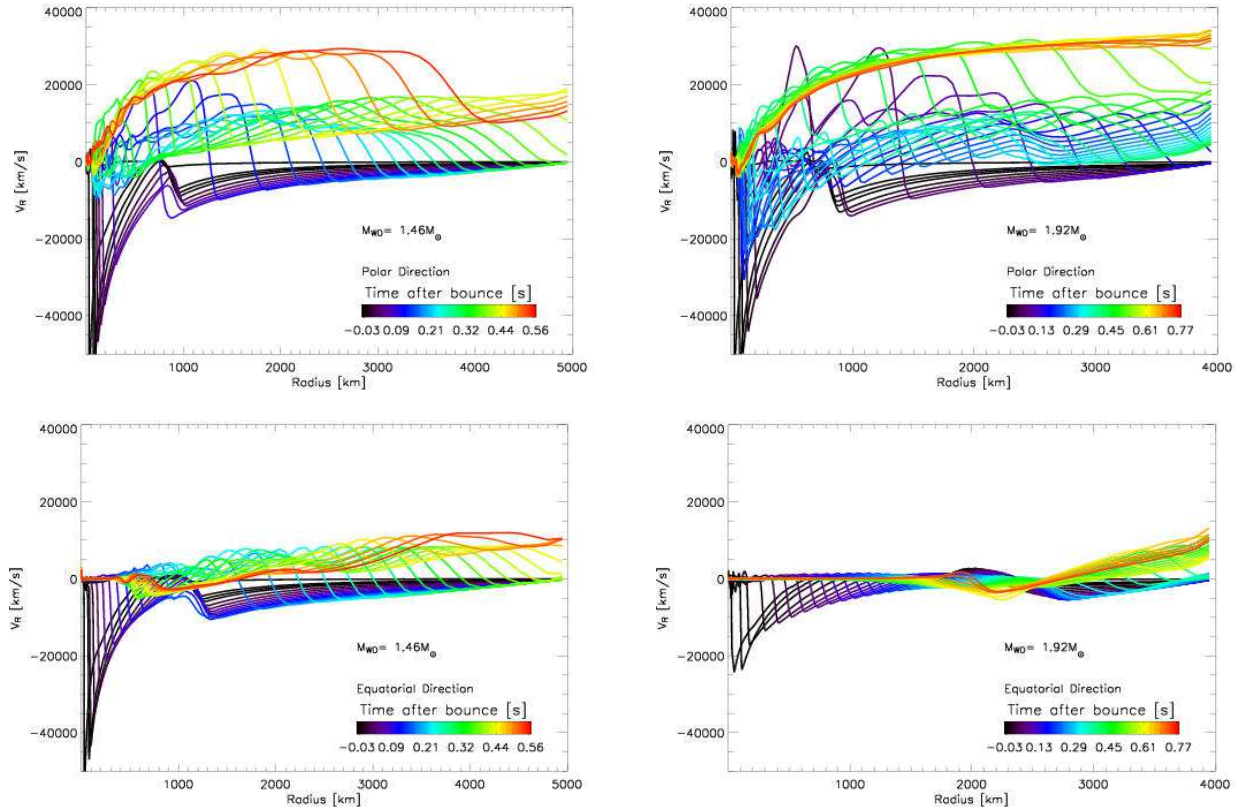 40000
20000
0
−20000
−40000
V_R [km/s]
M_WD= 1.46M_⊙
Polar Direction
Time after bounce [s]
−0.03 0.09 0.21 0.32 0.44 0.56
1000 2000 3000 4000 5000
Radius [km]
40000
20000
0
−20000
−40000
V_R [km/s]
M_WD= 1.92M_⊙
Polar Direction
Time after bounce [s]
−0.03 0.13 0.29 0.45 0.61 0.77
1000 2000 3000 4000
Radius [km]
40000
20000
0
−20000
−40000
V_R [km/s]
M_WD= 1.46M_⊙
Equatorial Direction
Time after bounce [s]
−0.03 0.09 0.21 0.32 0.44 0.56
1000 2000 3000 4000 5000
Radius [km]
40000
20000
0
−20000
−40000
V_R [km/s]
M_WD= 1.92M_⊙
Equatorial Direction
Time after bounce [s]
−0.03 0.13 0.29 0.45 0.61 0.77
1000 2000 3000 4000
Radius [km]